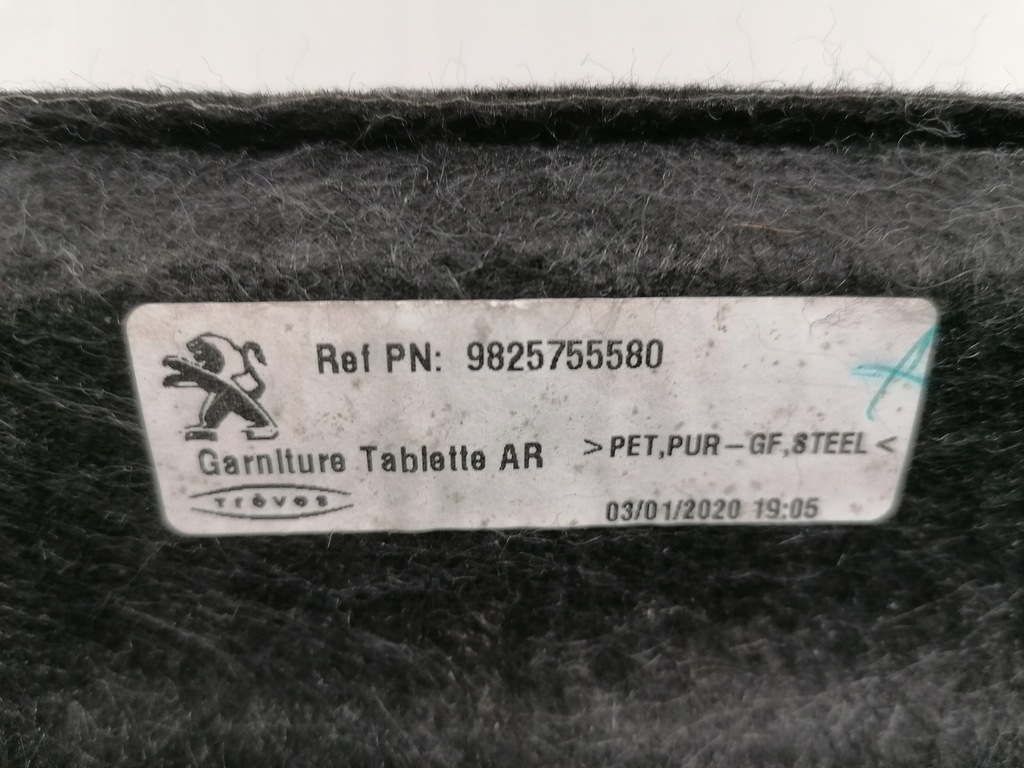 Ref PN: 9825755580
Garniture Tablette AR >PET,PUR-GF,STEEL<
Trèves
03/01/2020 19:05